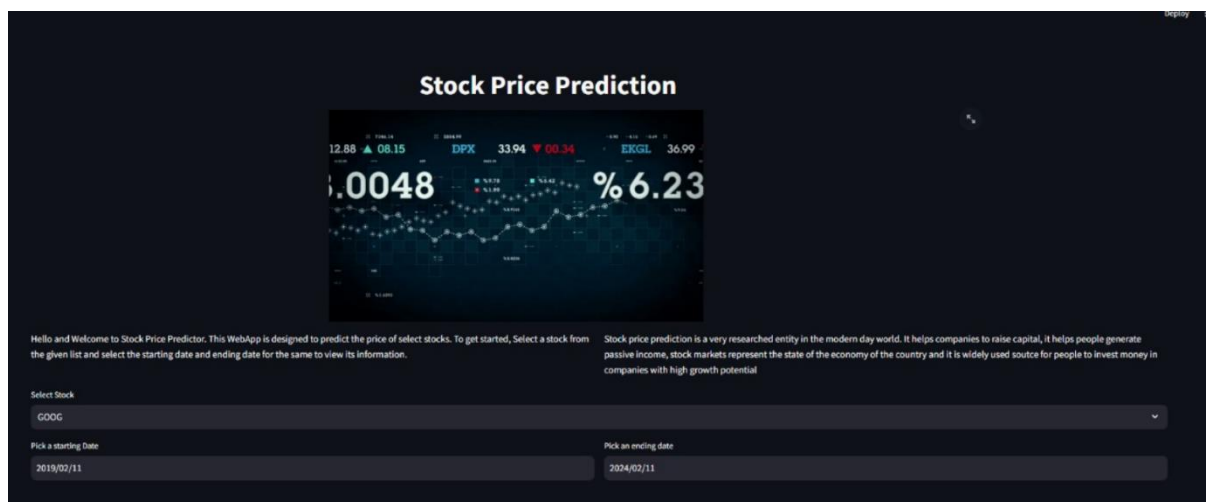 Deploy
Stock Price Prediction
12.88 ▲ 08.15 DPX 33.94 ▼ 00.34 EKGL 36.99
.0048 %6.23
Hello and Welcome to Stock Price Predictor. This WebApp is designed to predict the price of select stocks. To get started, Select a stock from
the given list and select the starting date and ending date for the same to view its information.
Stock price prediction is a very researched entity in the modern day world. It helps companies to raise capital, it helps people generate
passive income, stock markets represent the state of the economy of the country and it is widely used soutce for people to invest money in
companies with high growth potential
Select Stock
GOOG
Pick a starting Date
2019/02/11
Pick an ending date
2024/02/11